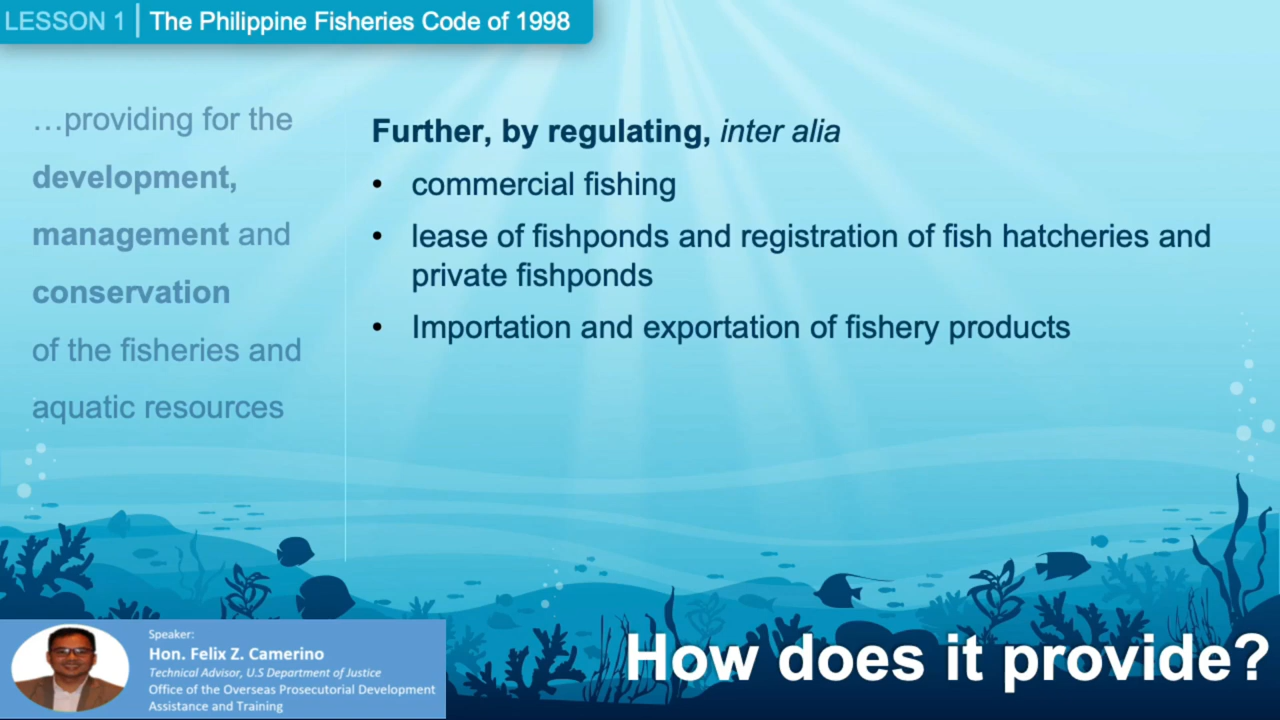 LESSON 1 | The Philippine Fisheries Code of 1998
…providing for the
development,
management and
conservation
of the fisheries and
aquatic resources
Further, by regulating, inter alia
• commercial fishing
• lease of fishponds and registration of fish hatcheries and
private fishponds
• Importation and exportation of fishery products
Speaker:
Hon. Felix Z. Camerino
Technical Advisor, U.S Department of Justice
Office of the Overseas Prosecutorial Development
Assistance and Training
How does it provide?